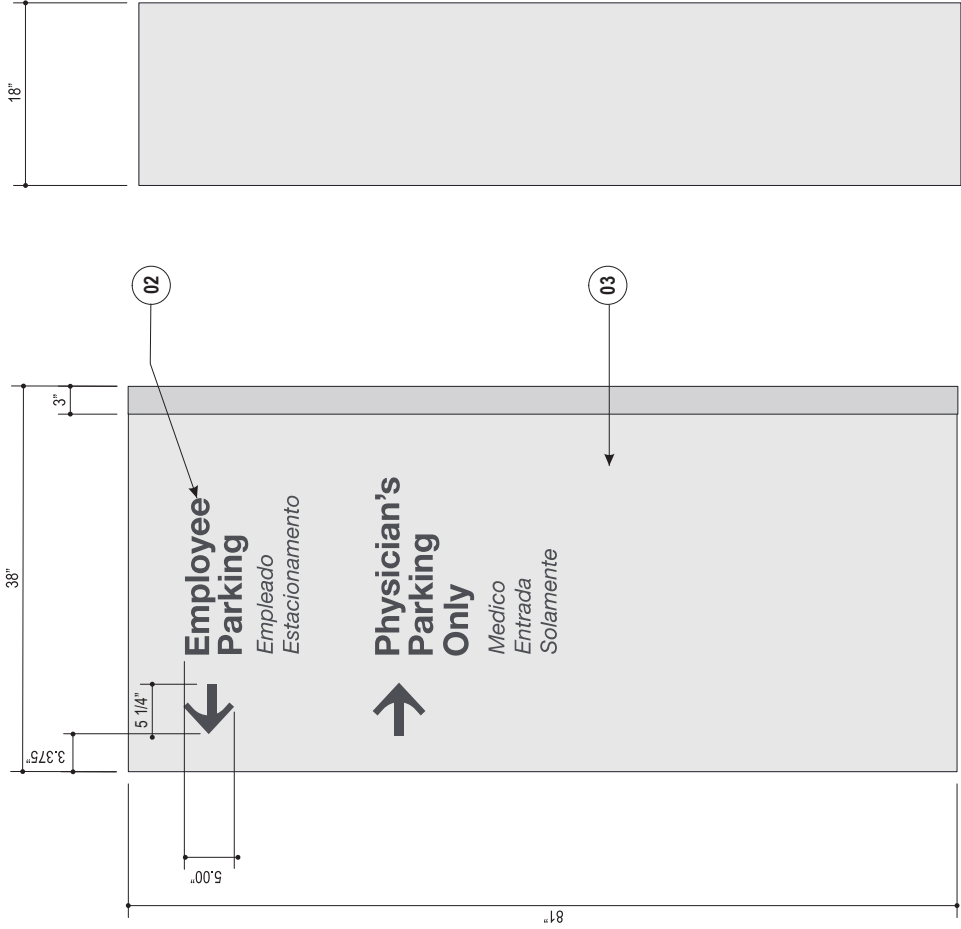 18”
38”
3”
02
03
5 1/4”
3.375”
5.00”
81”
Employee
Parking
Empleado
Estacionamento
Physician’s
Parking
Only
Medico
Entrada
Solamente